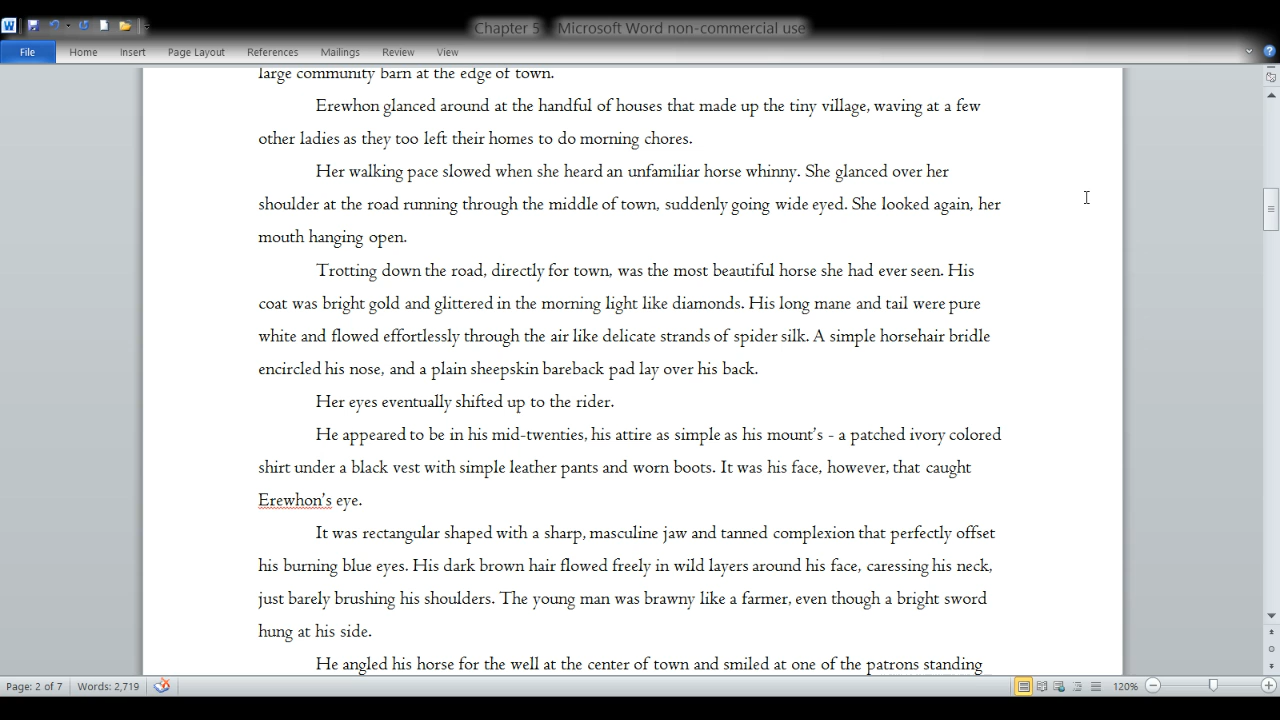 Chapter 5 - Microsoft Word non-commercial use
File Home Insert Page Layout References Mailings Review View
large community barn at the edge of town.
Erewhon glanced around at the handful of houses that made up the tiny village, waving at a few
other ladies as they too left their homes to do morning chores.
Her walking pace slowed when she heard an unfamiliar horse whinny. She glanced over her
shoulder at the road running through the middle of town, suddenly going wide eyed. She looked again, her
mouth hanging open.
Trotting down the road, directly for town, was the most beautiful horse she had ever seen. His
coat was bright gold and glittered in the morning light like diamonds. His long mane and tail were pure
white and flowed effortlessly through the air like delicate strands of spider silk. A simple horsehair bridle
encircled his nose, and a plain sheepskin bareback pad lay over his back.
Her eyes eventually shifted up to the rider.
He appeared to be in his mid-twenties, his attire as simple as his mount's - a patched ivory colored
shirt under a black vest with simple leather pants and worn boots. It was his face, however, that caught
Erewhon's eye.
It was rectangular shaped with a sharp, masculine jaw and tanned complexion that perfectly offset
his burning blue eyes. His dark brown hair flowed freely in wild layers around his face, caressing his neck,
just barely brushing his shoulders. The young man was brawny like a farmer, even though a bright sword
hung at his side.
He angled his horse for the well at the center of town and smiled at one of the patrons standing
Page: 2 of 7 Words: 2,719 120%